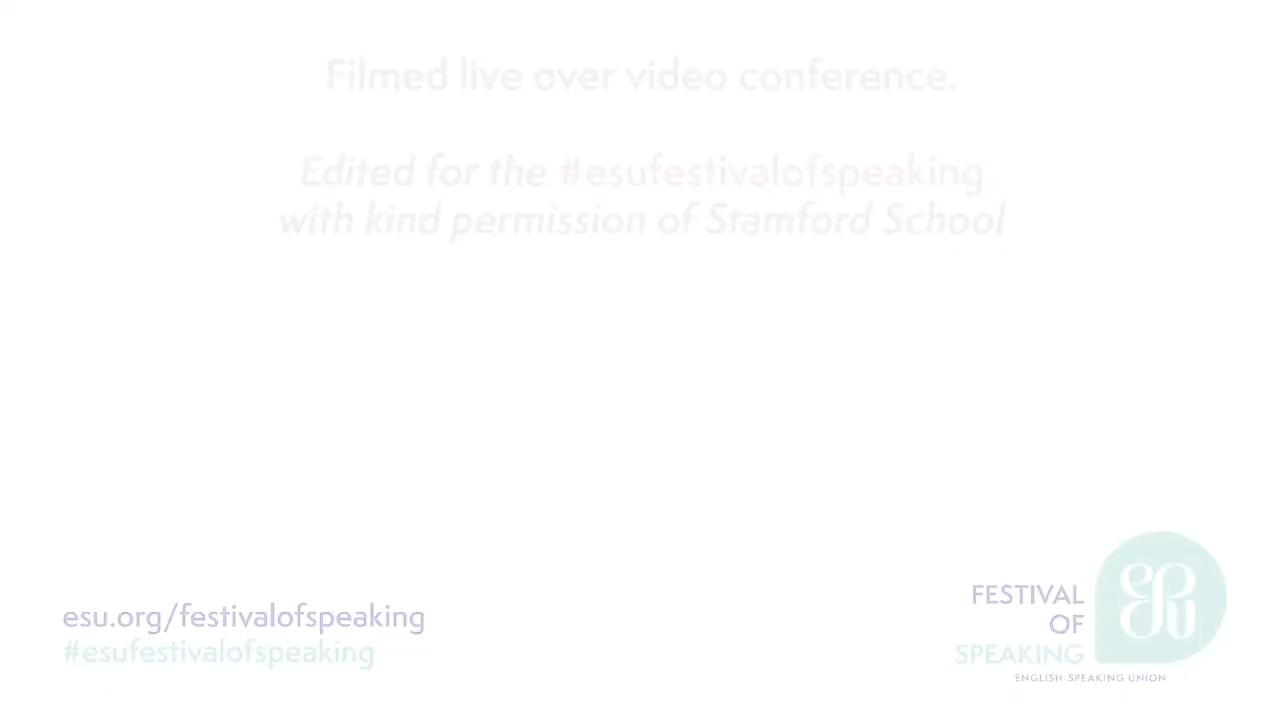 Filmed live over video conference.
Edited for the #esufestivalofspeaking
with kind permission of Stamford School
esu.org/festivalofspeaking
#esufestivalofspeaking
FESTIVAL
OF
SPEAKING
esu
ENGLISH-SPEAKING UNION